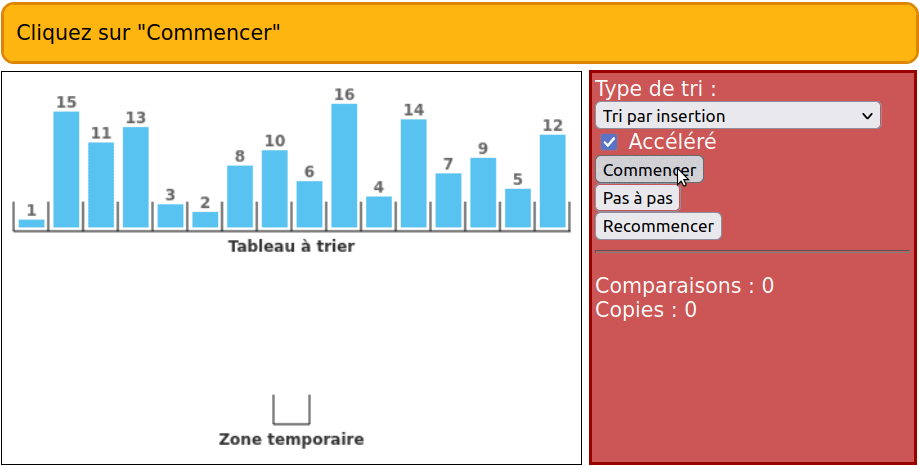 Cliquez sur "Commencer"
1 15 11 13 3 2 8 10 6 16 4 14 7 9 5 12
Tableau à trier
Zone temporaire
Type de tri :
Tri par insertion
Accéléré
Commencer
Pas à pas
Recommencer
Comparaisons : 0
Copies : 0